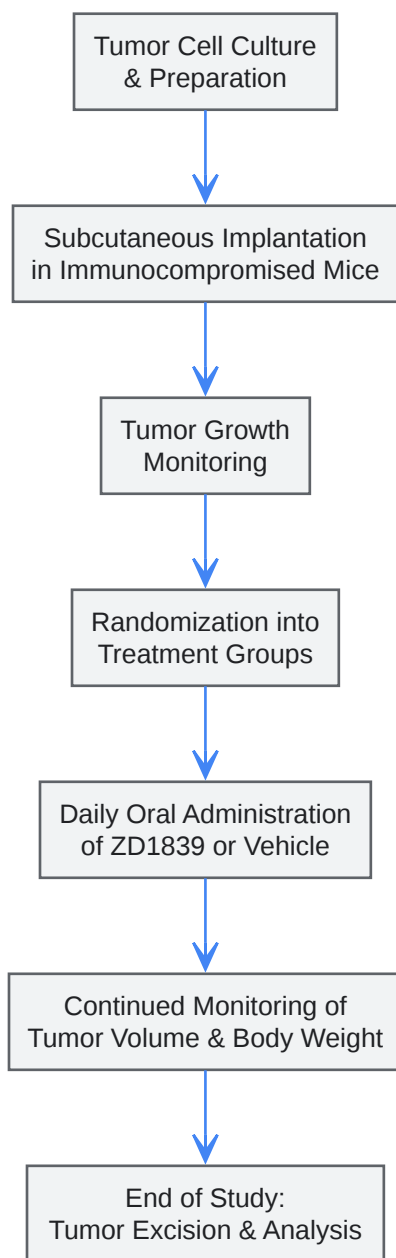 Tumor Cell Culture
& Preparation
Subcutaneous Implantation
in Immunocompromised Mice
Tumor Growth
Monitoring
Randomization into
Treatment Groups
Daily Oral Administration
of ZD1839 or Vehicle
Continued Monitoring of
Tumor Volume & Body Weight
End of Study:
Tumor Excision & Analysis